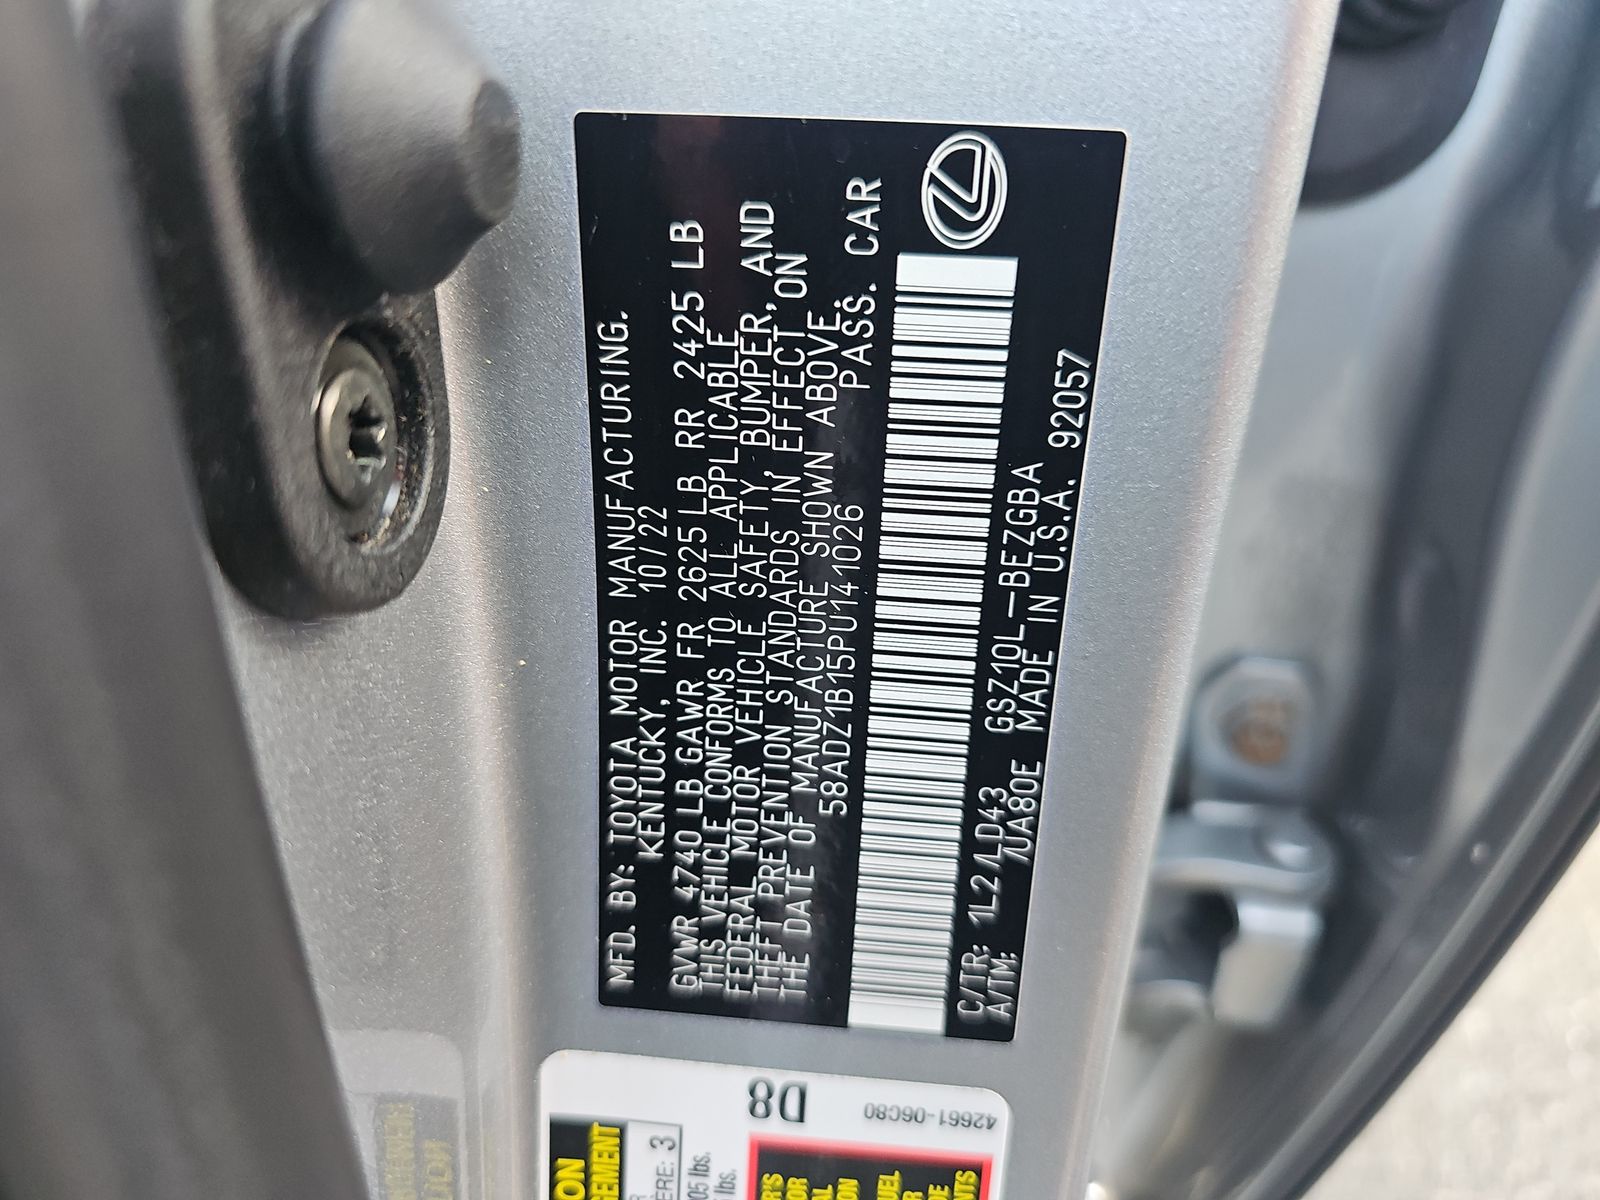 MFD. BY: TOYOTA MOTOR MANUFACTURING.
KENTUCKY, INC. 10/22
GVWR 4740 LB GAWR FR 2625 LB RR 2425 LB
THIS VEHICLE CONFORMS TO ALL APPLICABLE
FEDERAL MOTOR VEHICLE SAFETY, BUMPER, AND
THEFT PREVENTION STANDARDS IN EFFECT ON
THE DATE OF MANUFACTURE SHOWN ABOVE.
58ADZ1B15PU141026 PASS. CAR
C/TR: 1L2/LD43 GSZ10L-BEZGBA
A/TM: /UA80E MADE IN U.S.A. 92057
D8
42661-06C80
3